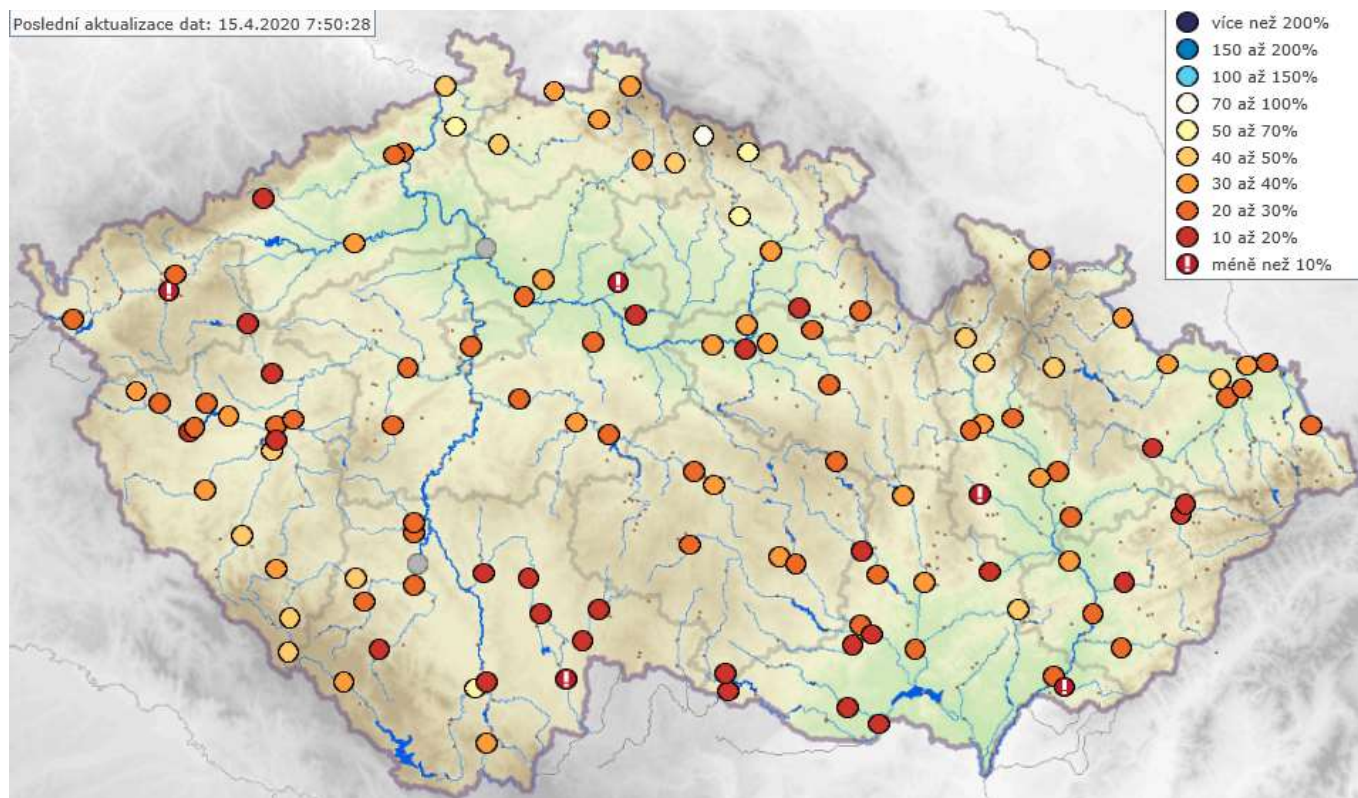 Poslední aktualizace dat: 15.4.2020 7:50:28
více než 200%
150 až 200%
100 až 150%
70 až 100%
50 až 70%
40 až 50%
30 až 40%
20 až 30%
10 až 20%
méně než 10%